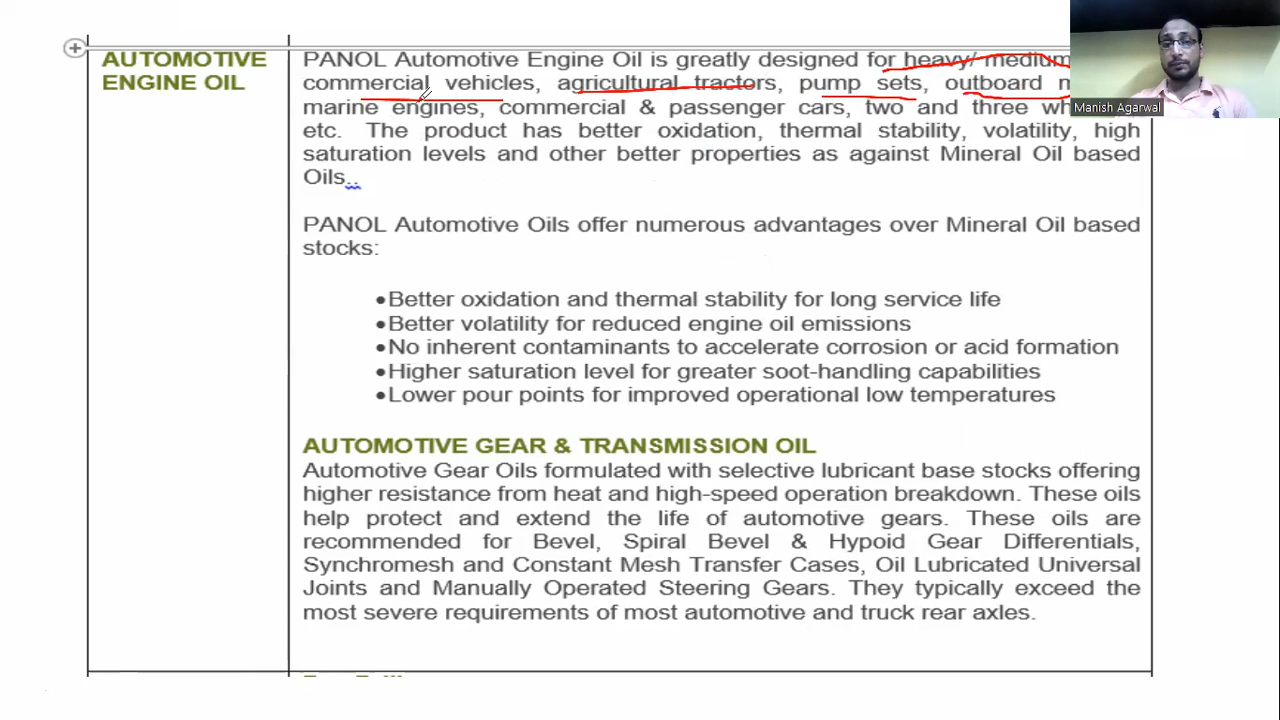 AUTOMOTIVE
ENGINE OIL
PANOL Automotive Engine Oil is greatly designed for heavy/ medium
commercial vehicles, agricultural tractors, pump sets, outboard
marine engines, commercial & passenger cars, two and three
etc. The product has better oxidation, thermal stability, volatility, high
saturation levels and other better properties as against Mineral Oil based
Oils..
PANOL Automotive Oils offer numerous advantages over Mineral Oil based
stocks:
•Better oxidation and thermal stability for long service life
•Better volatility for reduced engine oil emissions
•No inherent contaminants to accelerate corrosion or acid formation
•Higher saturation level for greater soot-handling capabilities
•Lower pour points for improved operational low temperatures
AUTOMOTIVE GEAR & TRANSMISSION OIL
Automotive Gear Oils formulated with selective lubricant base stocks offering
higher resistance from heat and high-speed operation breakdown. These oils
help protect and extend the life of automotive gears. These oils are
recommended for Bevel, Spiral Bevel & Hypoid Gear Differentials,
Synchromesh and Constant Mesh Transfer Cases, Oil Lubricated Universal
Joints and Manually Operated Steering Gears. They typically exceed the
most severe requirements of most automotive and truck rear axles.
Manish Agarwal